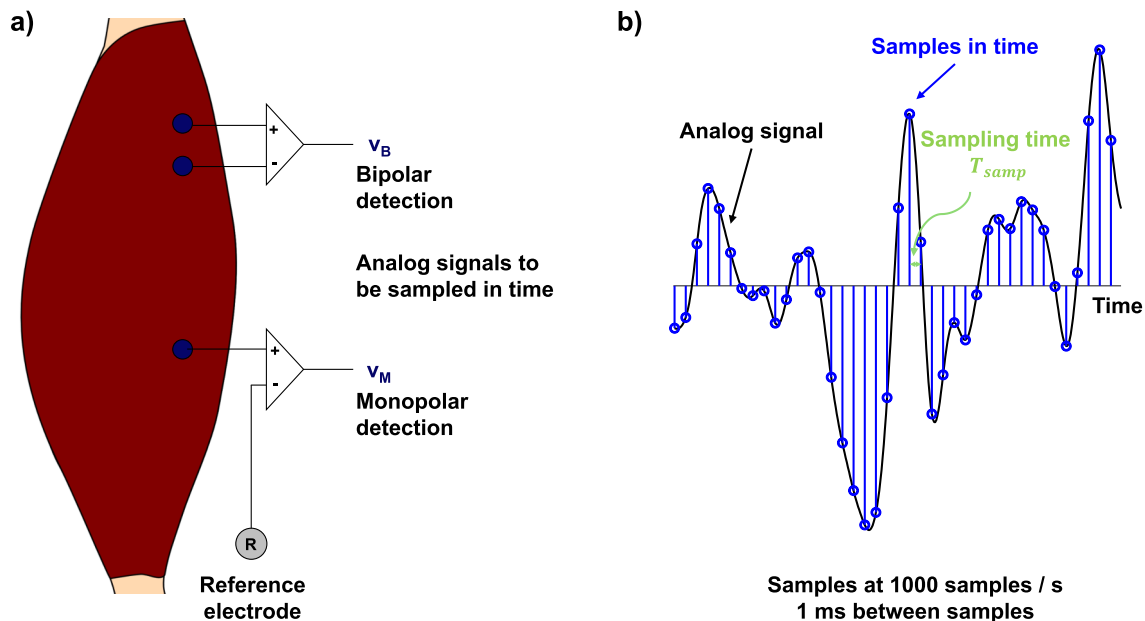 a)
+
-
v_B
Bipolar
detection
Analog signals to
be sampled in time
+
-
v_M
Monopolar
detection
R
Reference
electrode
b)
Samples in time
Analog signal
Sampling time
T_samp
Time
Samples at 1000 samples / s
1 ms between samples